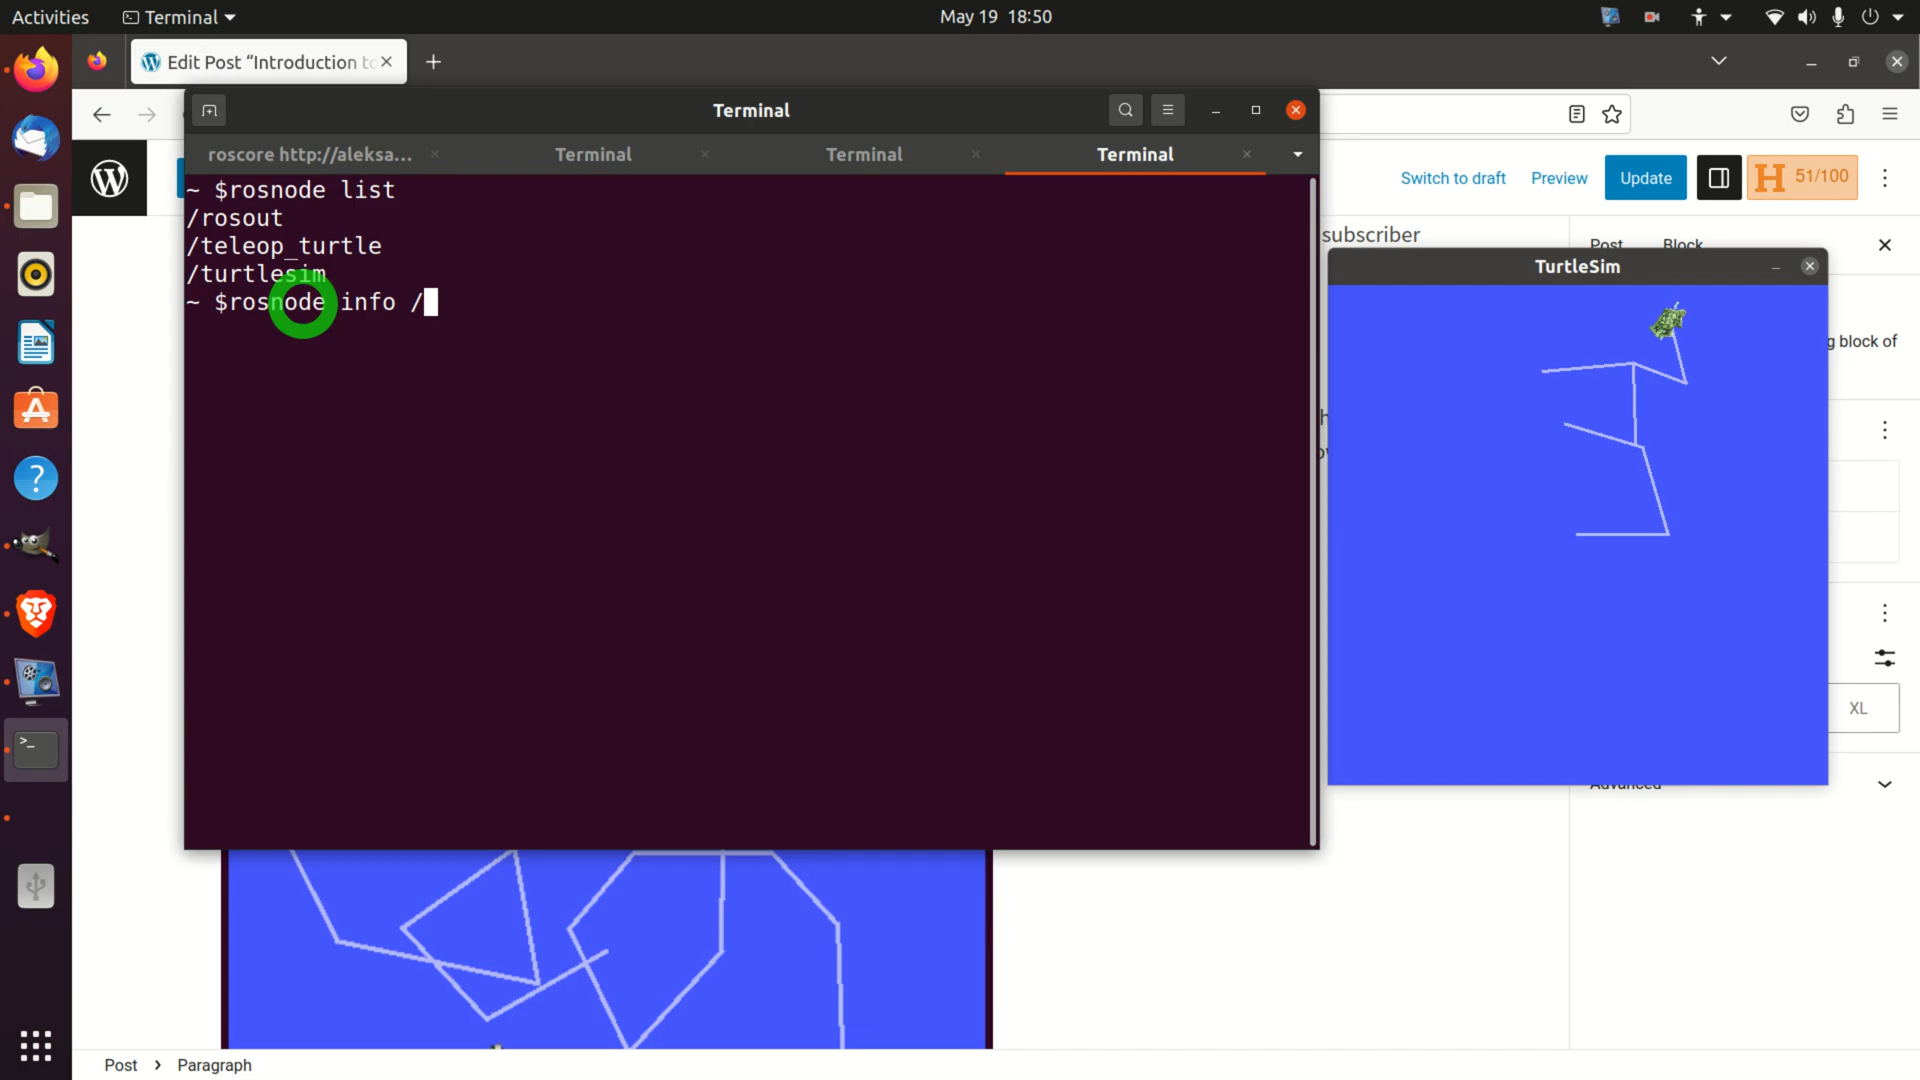 Activities
Terminal
May 19 18:50
Edit Post “Introduction to
Terminal
roscore http://aleksa...
Terminal
Terminal
Terminal
~ $rosnode list
/rosout
/teleop_turtle
/turtlesim
~ $rosnode info /
Switch to draft
Preview
Update
51/100
subscriber
Post
Block
TurtleSim
g block of
XL
Advanced
Post
Paragraph